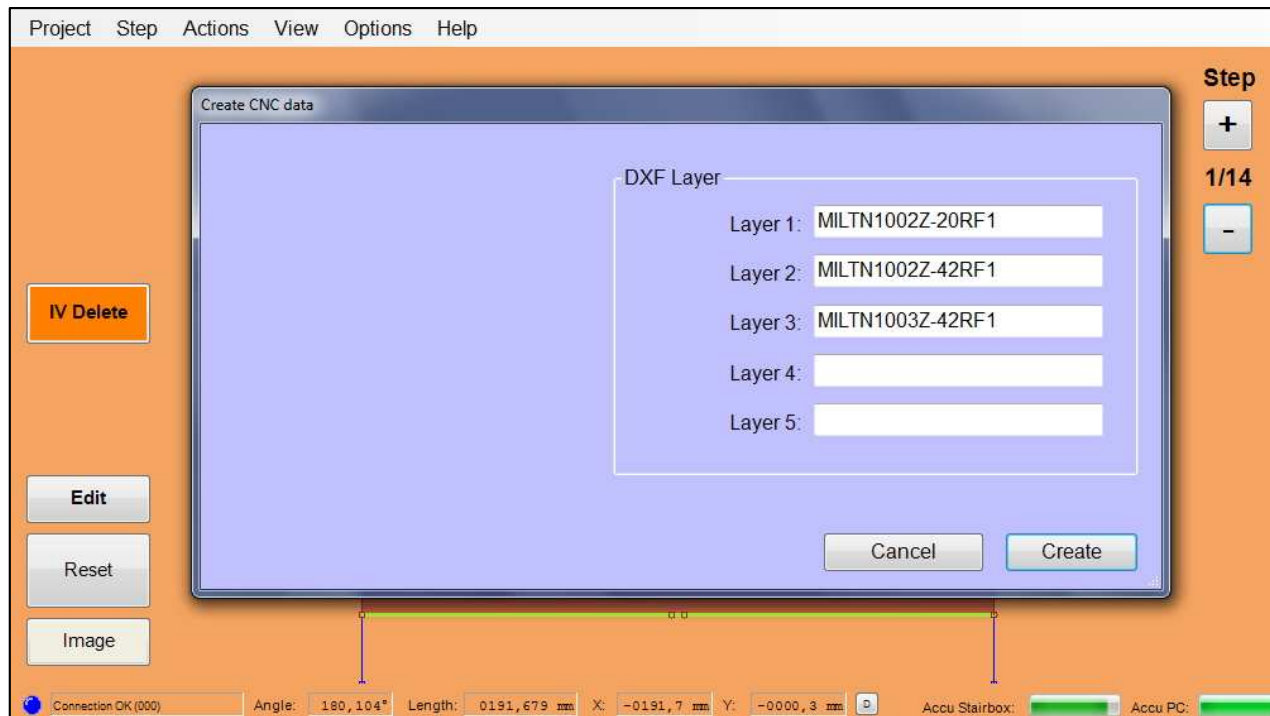 Project Step Actions View Options Help
Step
Create CNC data
+
DXF Layer
1/14
Layer 1: MILTN1002Z-20RF1
-
Layer 2: MILTN1002Z-42RF1
IV Delete
Layer 3: MILTN1003Z-42RF1
Layer 4:
Layer 5:
Edit
Cancel Create
Reset
Image
Connection OK (000) Angle: 180,104° Length: 0191,679 mm X: -0191,7 mm Y: -0000,3 mm D Accu Stairbox: Accu PC: